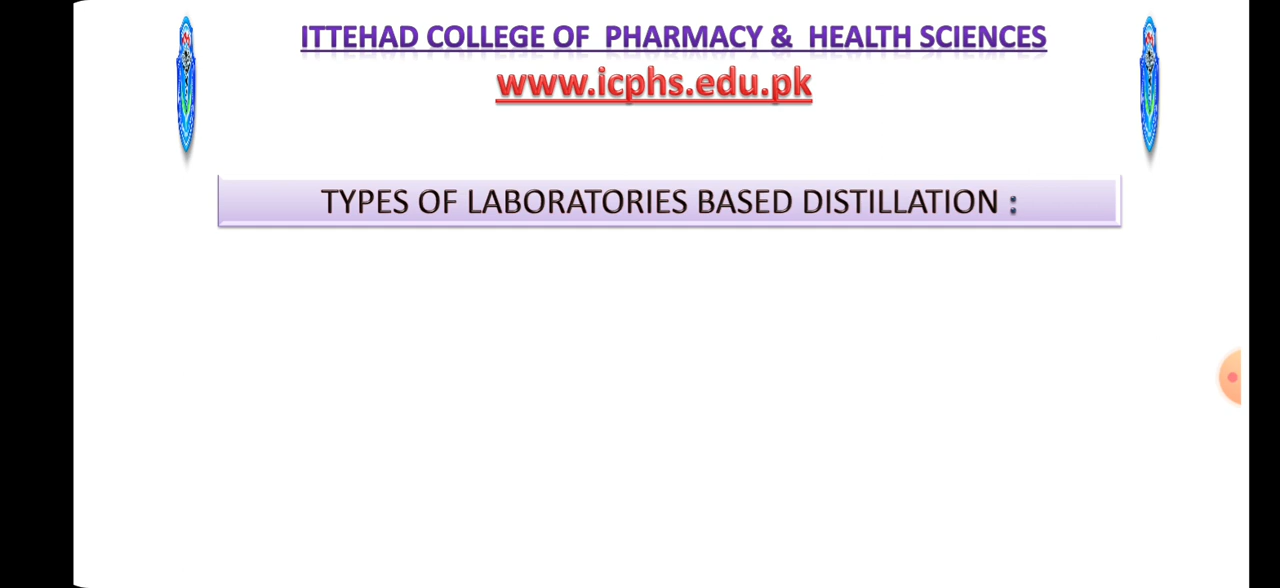 ITTEHAD COLLEGE OF PHARMACY & HEALTH SCIENCES
www.icphs.edu.pk
TYPES OF LABORATORIES BASED DISTILLATION :